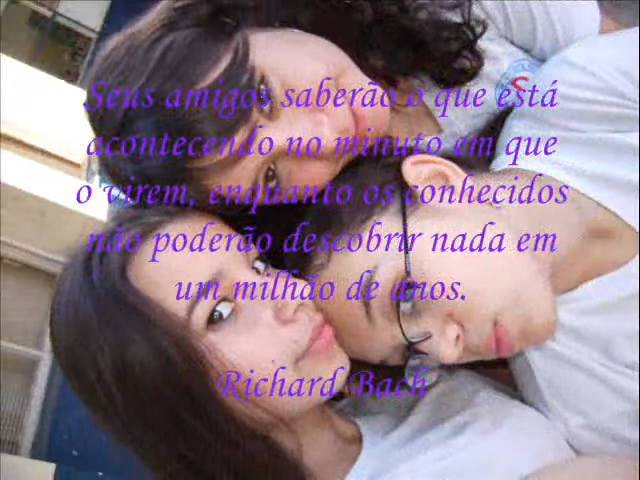 Seus amigos saberão o que está
acontecendo no minuto em que
o virem, enquanto os conhecidos
não poderão descobrir nada em
um milhão de anos.
Richard Bach